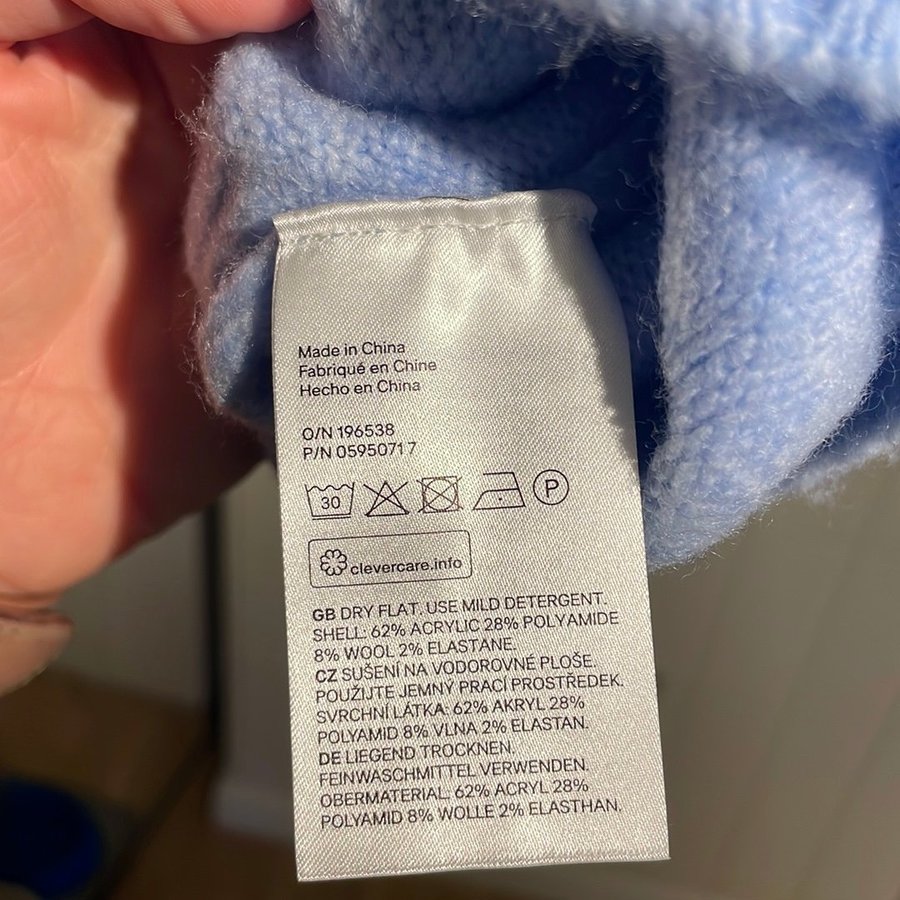 Made in China
Fabriqué en Chine
Hecho en China
O/N 196538
P/N 05950717
30 P
clevercare.info
GB DRY FLAT. USE MILD DETERGENT.
SHELL: 62% ACRYLIC 28% POLYAMIDE
8% WOOL 2% ELASTANE.
CZ SUŠENÍ NA VODOROVNÉ PLOŠE.
POUŽIJTE JEMNÝ PRACÍ PROSTŘEDEK.
SVRCHNÍ LÁTKA: 62% AKRYL 28%
POLYAMID 8% VLNA 2% ELASTAN.
DE LIEGEND TROCKNEN.
FEINWASCHMITTEL VERWENDEN.
OBERMATERIAL: 62% ACRYL 28%
POLYAMID 8% WOLLE 2% ELASTHAN.